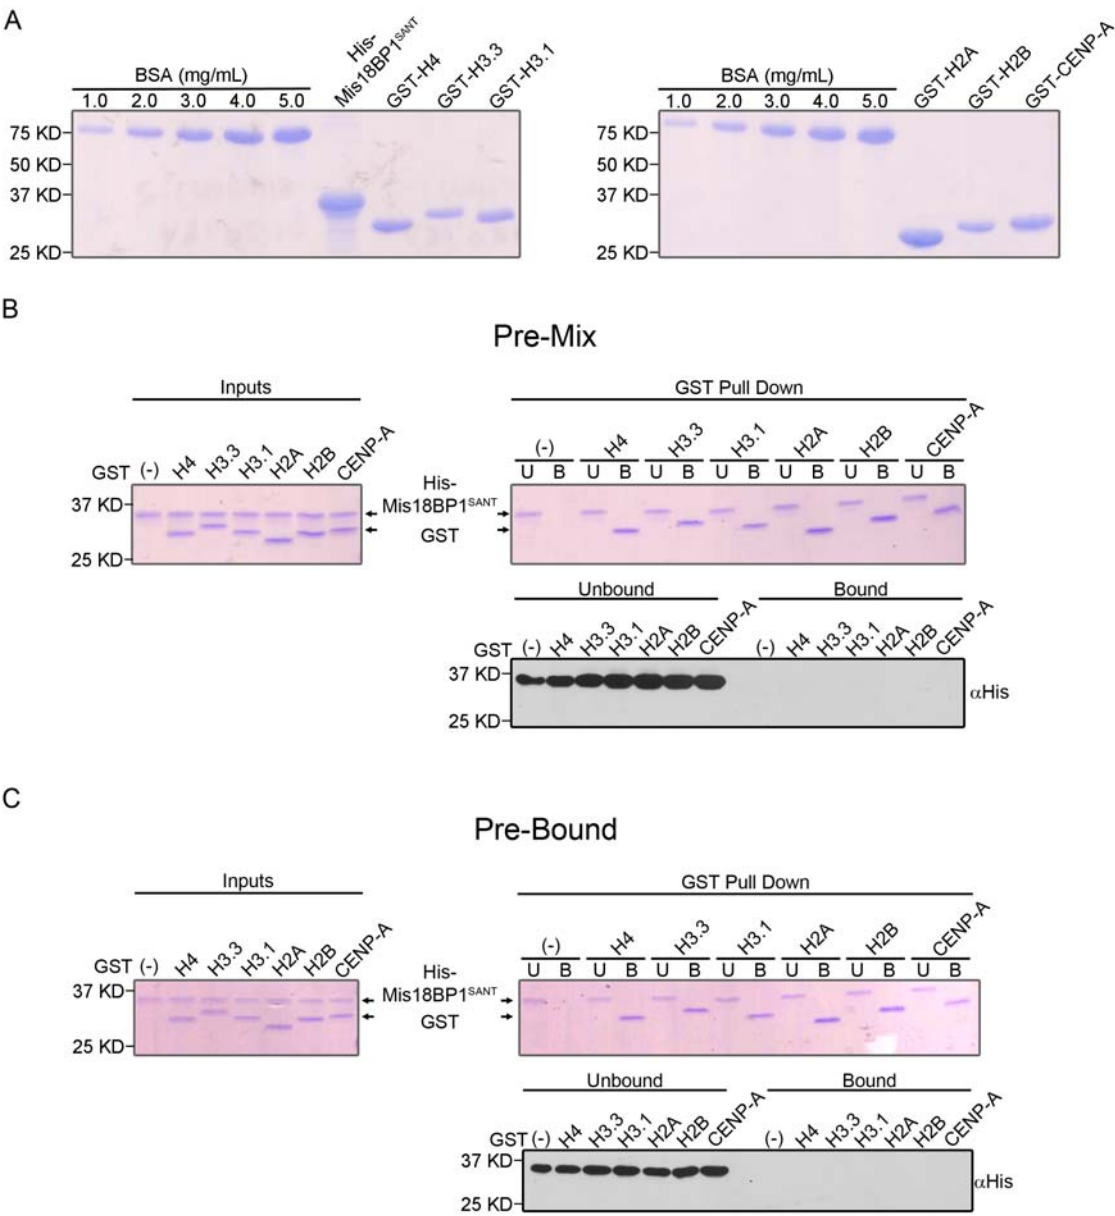 A
BSA (mg/mL)
1.0 2.0 3.0 4.0 5.0
His-
Mis18BP1SANT
GST-H4
GST-H3.3
GST-H3.1
75 KD
50 KD
37 KD
25 KD
BSA (mg/mL)
1.0 2.0 3.0 4.0 5.0
GST-H2A
GST-H2B
GST-CENP-A
75 KD
50 KD
37 KD
25 KD
B
Pre-Mix
Inputs
GST (-) H4 H3.3 H3.1 H2A H2B CENP-A
37 KD
25 KD
His-
Mis18BP1SANT
GST
GST Pull Down
(-) H4 H3.3 H3.1 H2A H2B CENP-A
U B U B U B U B U B U B U B
Unbound Bound
GST (-) H4 H3.3 H3.1 H2A H2B CENP-A (-) H4 H3.3 H3.1 H2A H2B CENP-A
37 KD
25 KD
αHis
C
Pre-Bound
Inputs
GST (-) H4 H3.3 H3.1 H2A H2B CENP-A
37 KD
25 KD
His-
Mis18BP1SANT
GST
GST Pull Down
(-) H4 H3.3 H3.1 H2A H2B CENP-A
U B U B U B U B U B U B U B
Unbound Bound
GST (-) H4 H3.3 H3.1 H2A H2B CENP-A (-) H4 H3.3 H3.1 H2A H2B CENP-A
37 KD
25 KD
αHis